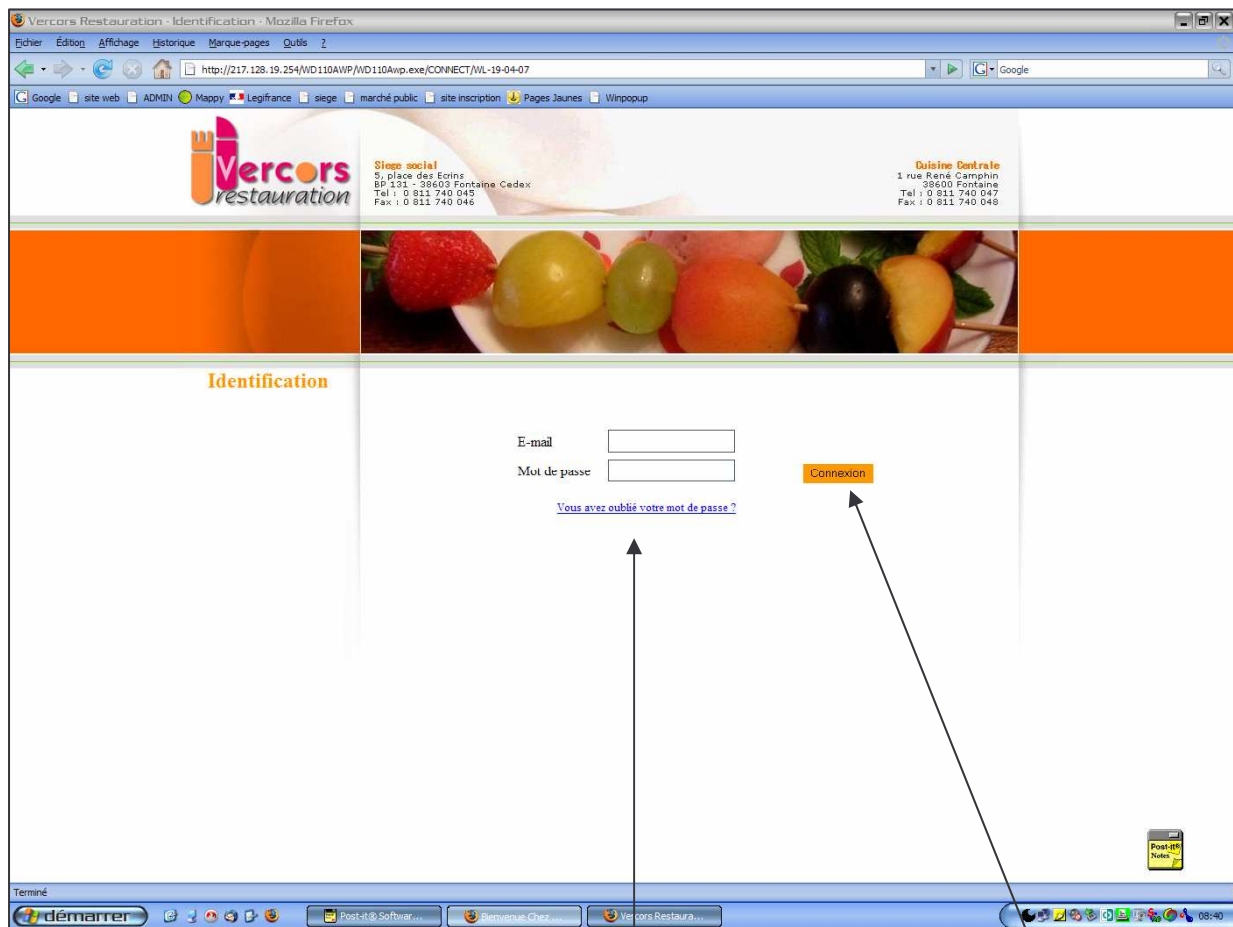 Vercors Restauration - Identification - Mozilla Firefox
Fichier Édition Affichage Historique Marque-pages Outils ?
http://217.128.19.254/WD110AWP/WD110Awp.exe/CONNECT/WL-19-04-07
G Google
Google site web ADMIN Mappy Legifrance siege marché public site inscription Pages Jaunes Winpopup
Vercors
restauration
Siege social
5, place des Ecrins
BP 131 - 38603 Fontaine Cedex
Tel : 0 811 740 045
Fax : 0 811 740 046
Cuisine Centrale
1 rue René Camphin
38600 Fontaine
Tel : 0 811 740 047
Fax : 0 811 740 048
Identification
E-mail
Mot de passe
Connexion
Vous avez oublié votre mot de passe ?
Post-it®
Notes
Terminé
démarrer
Post-it® Softwar...
Bienvenue Chez ...
Vercors Restaura...
08:40